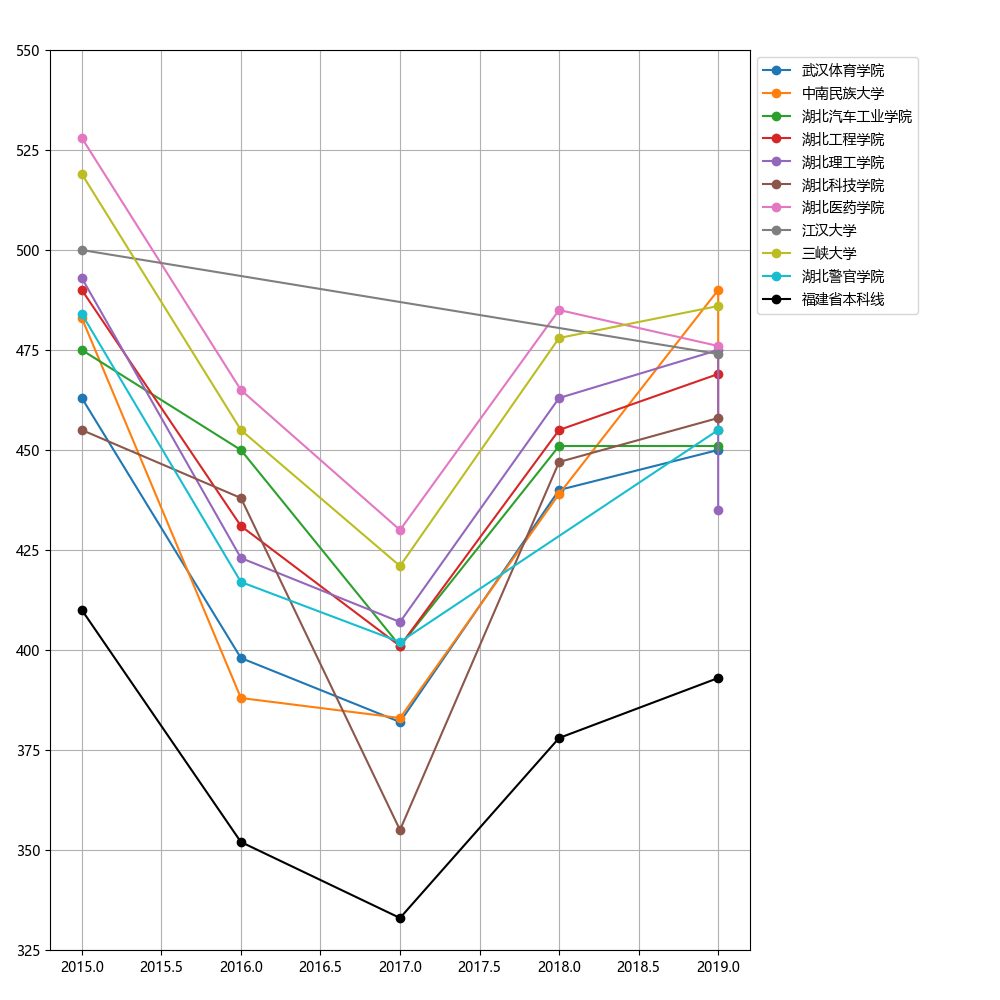 550
525
500
475
450
425
400
375
350
325
2015.0
2015.5
2016.0
2016.5
2017.0
2017.5
2018.0
2018.5
2019.0
武汉体育学院
中南民族大学
湖北汽车工业学院
湖北工程学院
湖北理工学院
湖北科技学院
湖北医药学院
江汉大学
三峡大学
湖北警官学院
福建省本科线